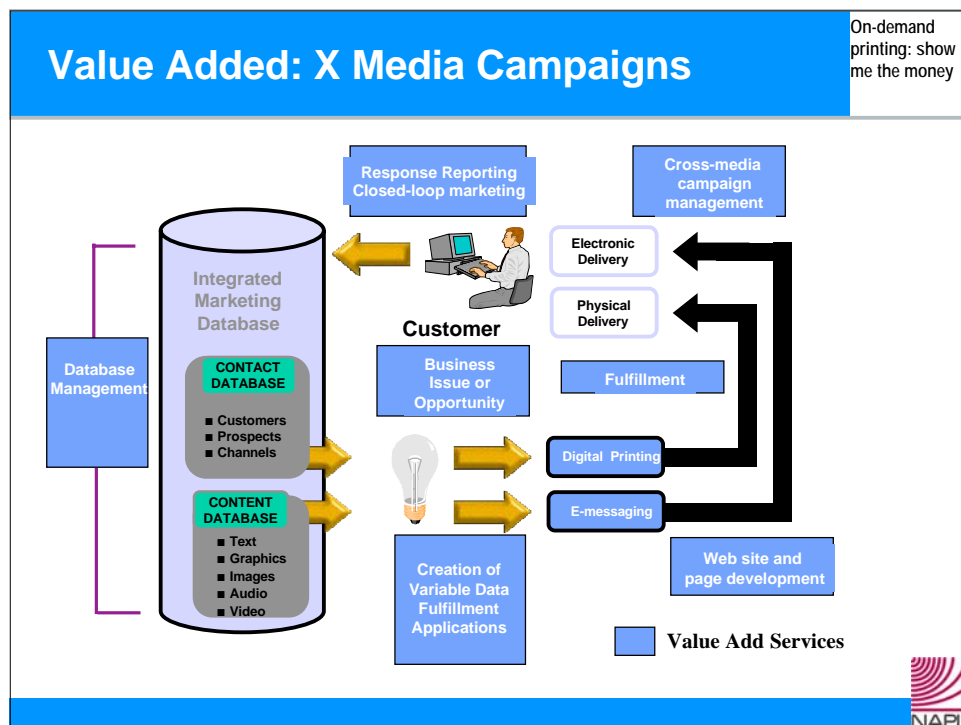 Value Added: X Media Campaigns
On-demand
printing: show
me the money
Response Reporting
Closed-loop marketing
Cross-media
campaign
management
Integrated
Marketing
Database
Electronic
Delivery
Physical
Delivery
Customer
Database
Management
CONTACT
DATABASE
■ Customers
■ Prospects
■ Channels
Business
Issue or
Opportunity
Fulfillment
Digital Printing
E-messaging
CONTENT
DATABASE
■ Text
■ Graphics
■ Images
■ Audio
■ Video
Creation of
Variable Data
Fulfillment
Applications
Web site and
page development
Value Add Services
NAPL